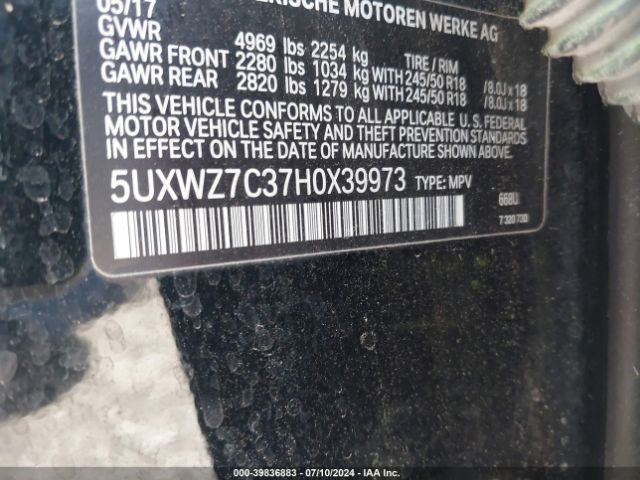 05/17
RISCHE MOTOREN WERKE AG
GVWR 4969 lbs 2254 kg TIRE / RIM
GAWR FRONT 2280 lbs 1034 kg WITH 245/50 R18 / 8.0J x 18
GAWR REAR 2820 lbs 1279 kg WITH 245/50 R18 / 8.0J x 18
THIS VEHICLE CONFORMS TO ALL APPLICABLE U. S. FEDERAL
MOTOR VEHICLE SAFETY AND THEFT PREVENTION STANDARDS
IN EFFECT ON THE DATE OF MANUFACTURE SHOWN ABOVE.
5UXWZ7C37H0X39973 TYPE: MPV
668U
7 320 730
000-39836883 / 07/10/2024 - IAA Inc.